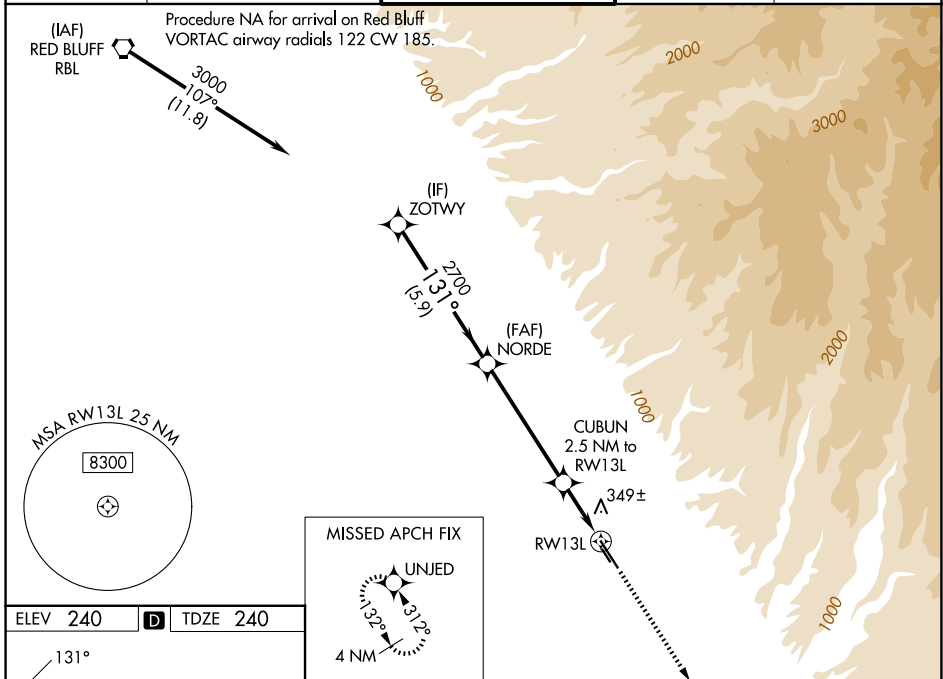 Procedure NA for arrival on Red Bluff
VORTAC airway radials 122 CW 185.
(IAF)
RED BLUFF
RBL
3000
107°
(11.8)
1000
2000
3000
(IF)
ZOTWY
2700
131°
(5.9)
(FAF)
NORDE
2000
1000
CUBUN
2.5 NM to
RW13L
349±
RW13L
1000
MSA RW13L 25 NM
8300
MISSED APCH FIX
UNJED
132°
312°
4 NM
ELEV 240
D
TDZE 240
131°